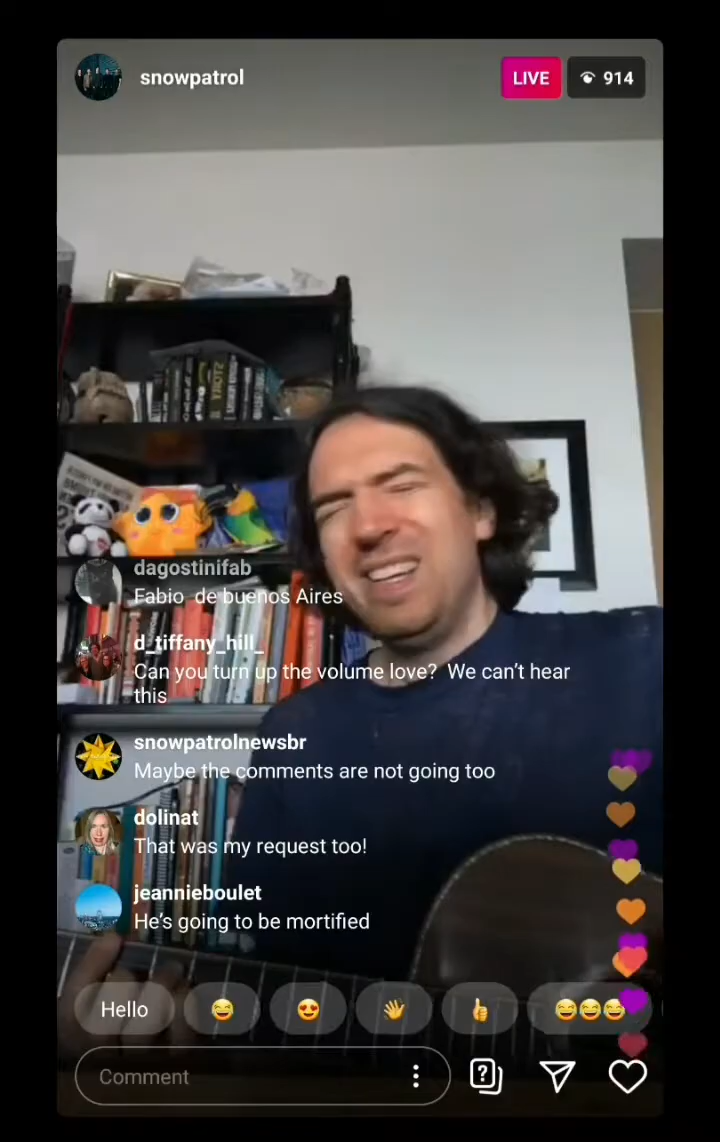 snowpatrol
LIVE
914
dagostinifab
Fabio de buenos Aires
d_tiffany_hill_
Can you turn up the volume love? We can't hear
this
snowpatrolnewsbr
Maybe the comments are not going too
dolinat
That was my request too!
jeannieboulet
He's going to be mortified
Hello
Comment